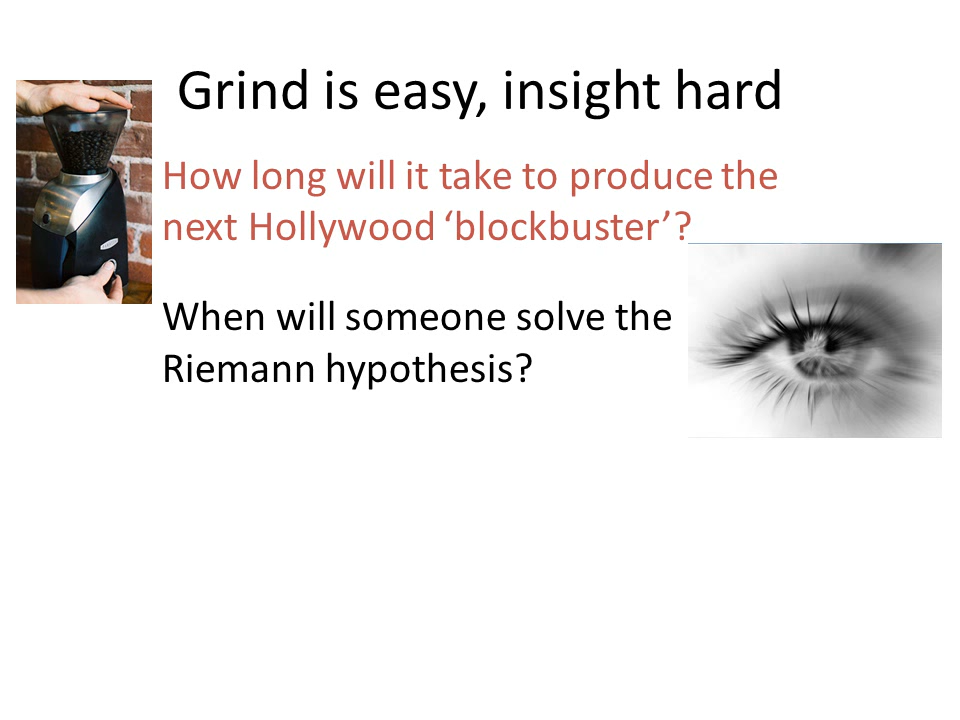 Grind is easy, insight hard
How long will it take to produce the
next Hollywood ‘blockbuster’?
When will someone solve the
Riemann hypothesis?